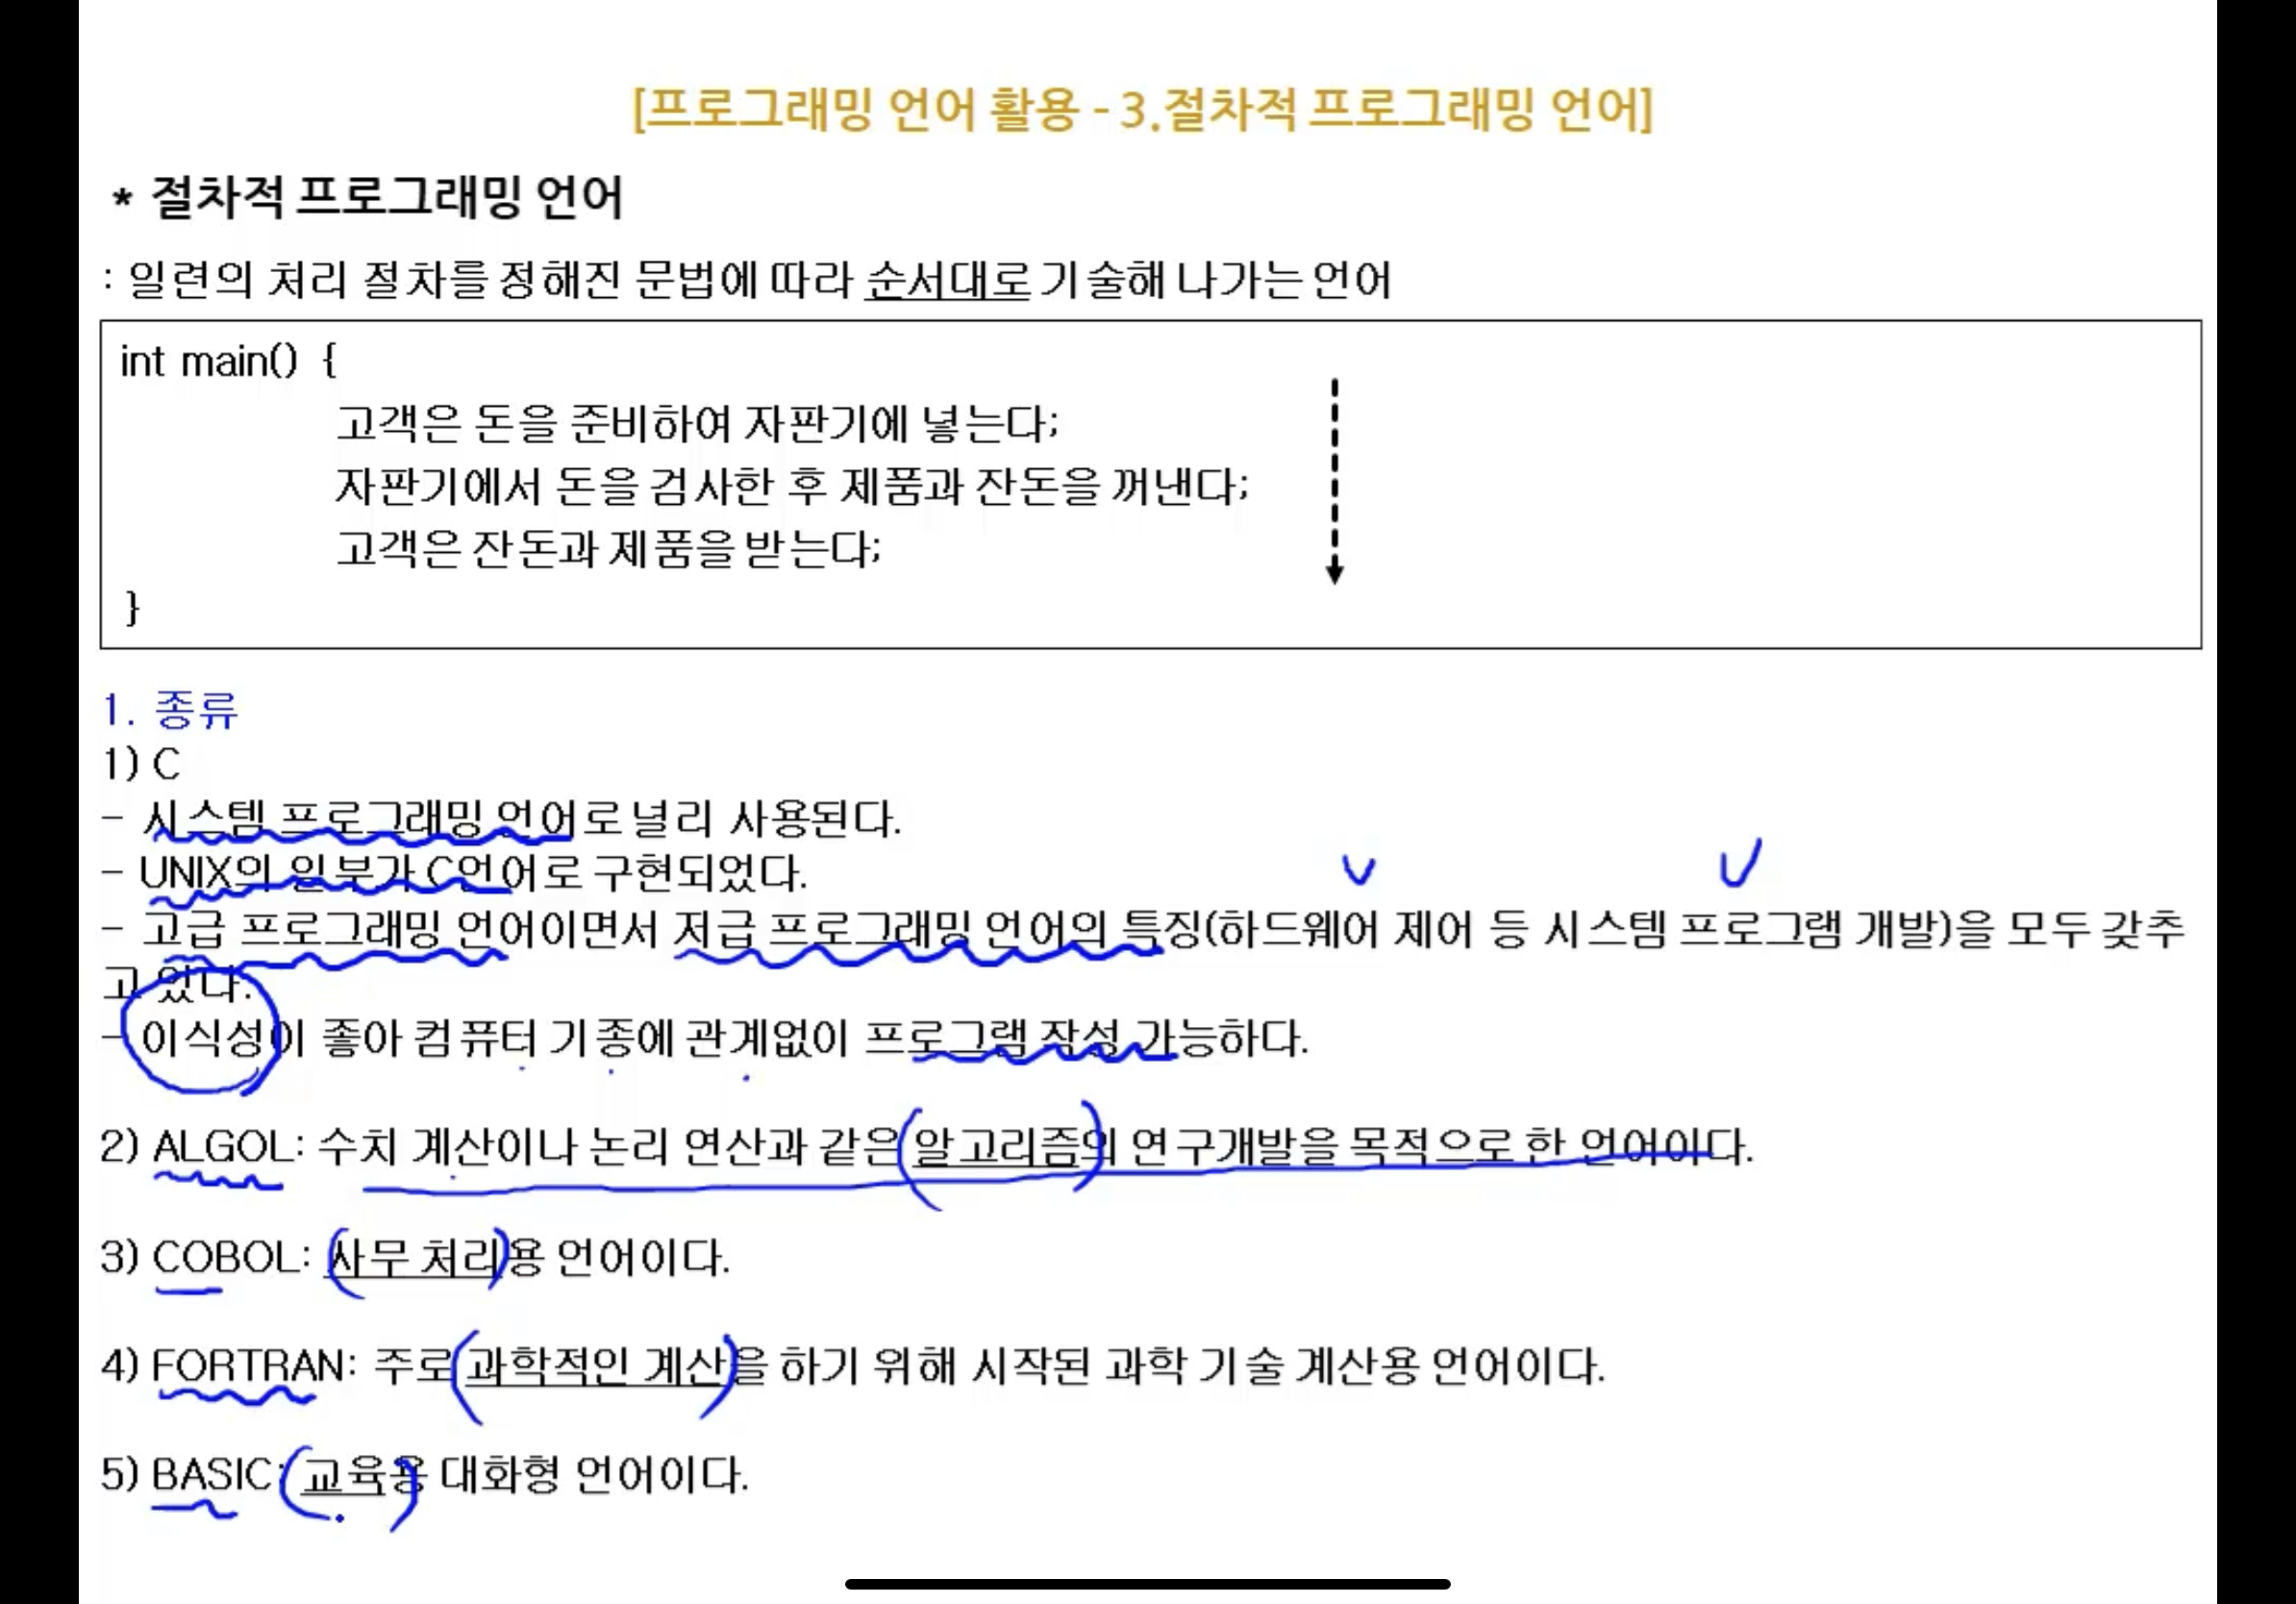 [프로그래밍 언어 활용 - 3.절차적 프로그래밍 언어]
* 절차적 프로그래밍 언어
: 일련의 처리 절차를 정해진 문법에 따라 순서대로 기술해 나가는 언어
int main() {
고객은 돈을 준비하여 자판기에 넣는다;
자판기에서 돈을 검사한 후 제품과 잔돈을 꺼낸다;
고객은 잔돈과 제품을 받는다;
}
1. 종류
1) C
- 시스템 프로그래밍 언어로 널리 사용된다.
- UNIX의 일부가 C언어로 구현되었다.
- 고급 프로그래밍 언어이면서 저급 프로그래밍 언어의 특징(하드웨어 제어 등 시스템 프로그램 개발)을 모두 갖추
고 있다.
- 이식성이 좋아 컴퓨터 기종에 관계없이 프로그램 작성 가능하다.
2) ALGOL: 수치 계산이나 논리 연산과 같은 알고리즘의 연구개발을 목적으로 한 언어이다.
3) COBOL: 사무 처리용 언어이다.
4) FORTRAN: 주로 과학적인 계산을 하기 위해 시작된 과학 기술 계산용 언어이다.
5) BASIC: 교육용 대화형 언어이다.